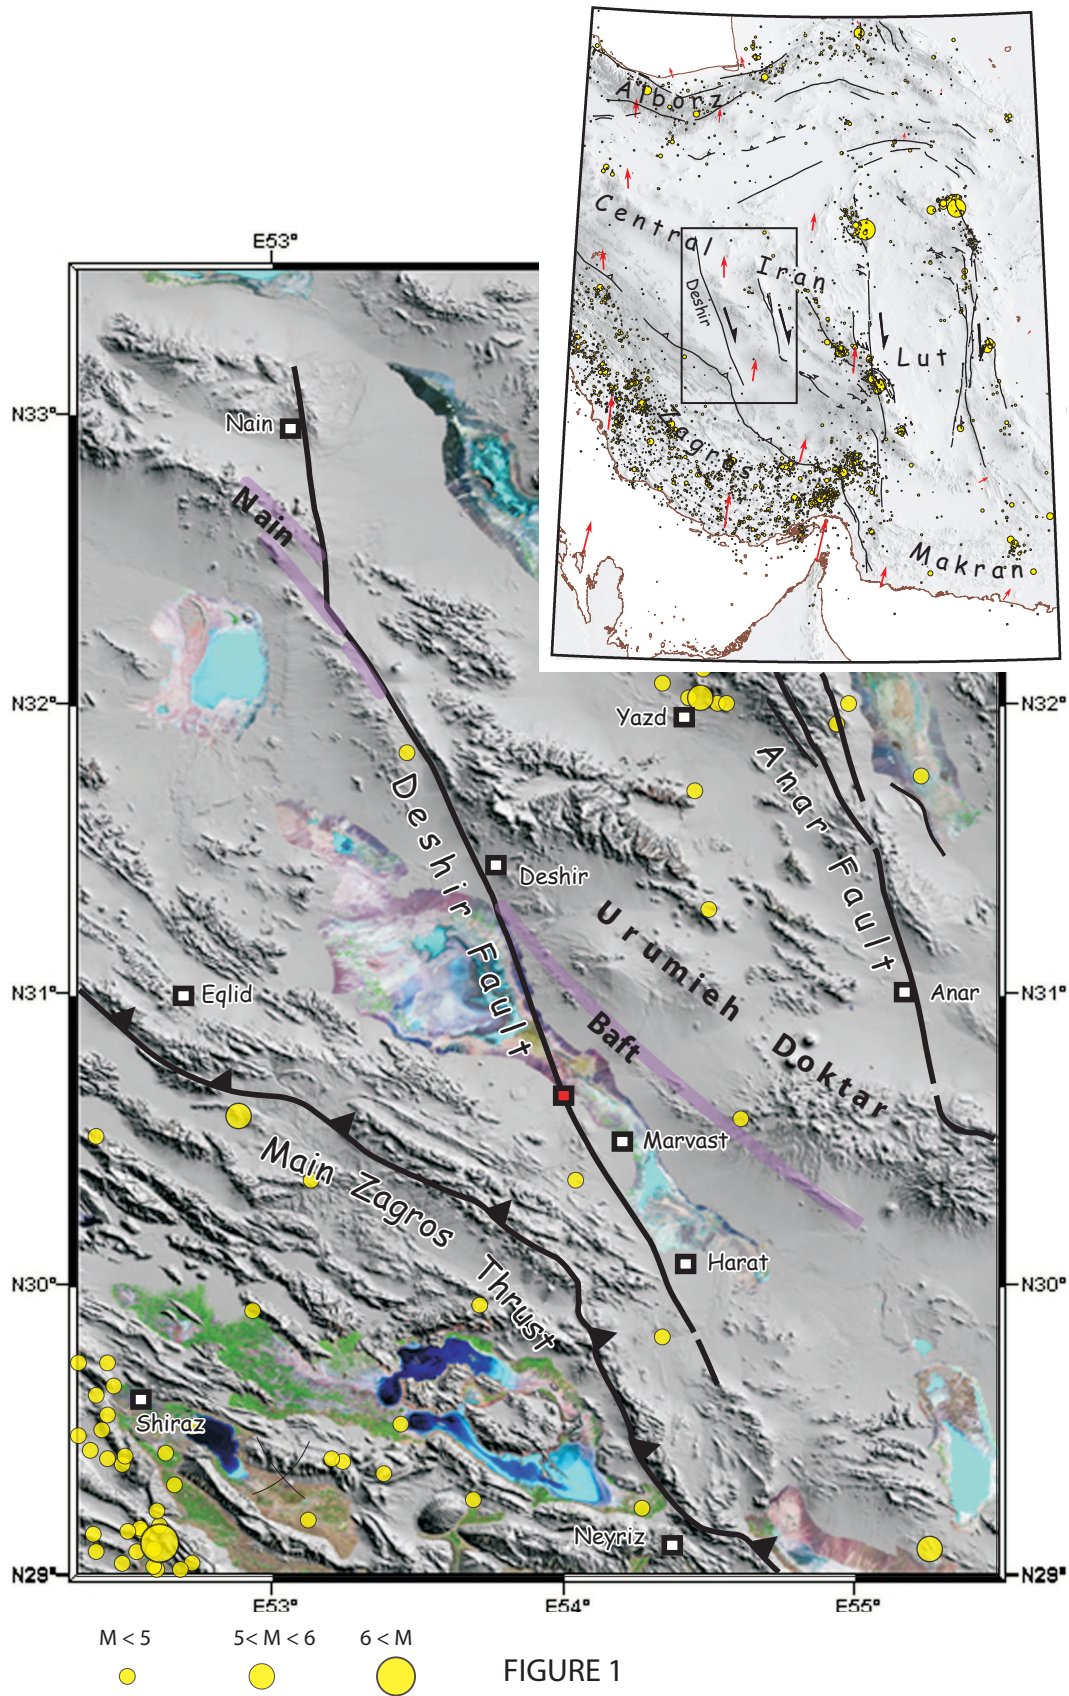 Alborz
Central
Iran
Deshir
Lut
Zagros
Makran
E53°
N33°
Nain
Nain
N32°
N32°
Yazd
Anar Fault
Deshir Fault
Deshir
Urumieh
Doktar
N31°
N31°
Eqlid
Anar
Baft
Marvast
Main Zagros
Thrust
Harat
N30°
N30°
Shiraz
Neyriz
N29°
N29°
E53°
E54°
E55°
M < 5
5< M < 6
6 < M
FIGURE 1